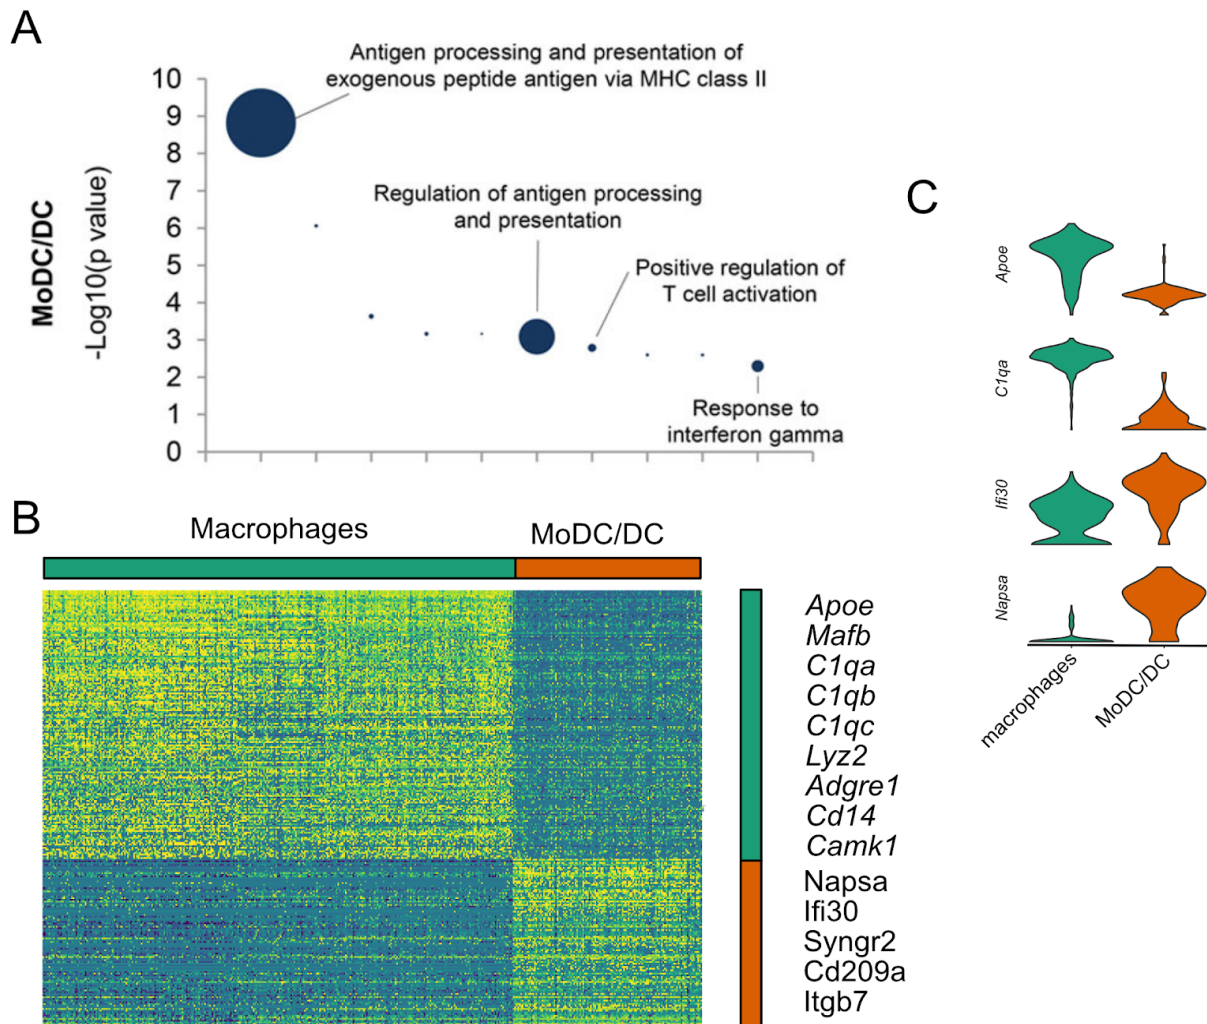 A
Antigen processing and presentation of
exogenous peptide antigen via MHC class II
MoDC/DC
-Log10(p value)
10
9
8
7
6
5
4
3
2
1
0
Regulation of antigen processing
and presentation
Positive regulation of
T cell activation
Response to
interferon gamma
B
Macrophages
MoDC/DC
Apoe
Mafb
C1qa
C1qb
C1qc
Lyz2
Adgre1
Cd14
Camk1
Napsa
Ifi30
Syngr2
Cd209a
Itgb7
C
Apoe
C1qa
Ifi30
Napsa
macrophages
MoDC/DC